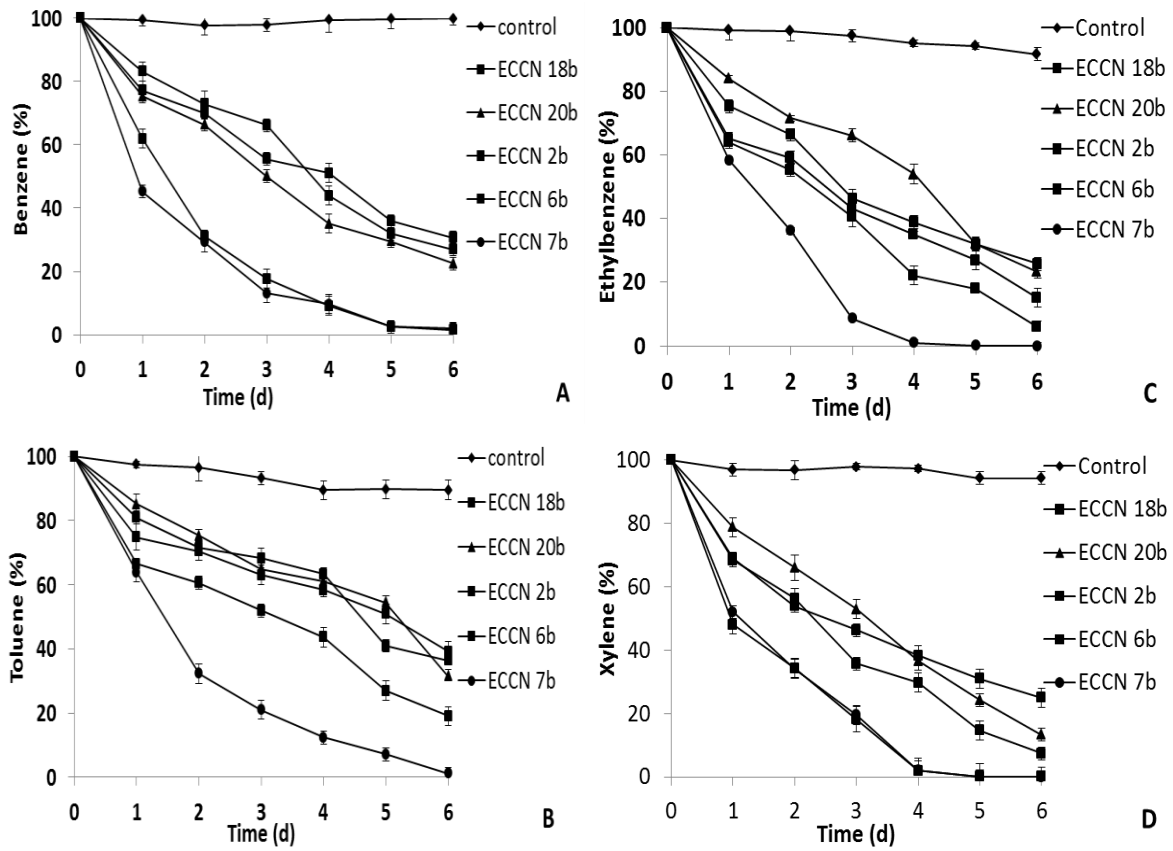 Benzene (%)
100
80
60
40
20
0
0 1 2 3 4 5 6
Time (d)
control
ECCN 18b
ECCN 20b
ECCN 2b
ECCN 6b
ECCN 7b
A
Ethylbenzene (%)
100
80
60
40
20
0
0 1 2 3 4 5 6
Time (d)
Control
ECCN 18b
ECCN 20b
ECCN 2b
ECCN 6b
ECCN 7b
C
Toluene (%)
100
80
60
40
20
0
0 1 2 3 4 5 6
Time (d)
control
ECCN 18b
ECCN 20b
ECCN 2b
ECCN 6b
ECCN 7b
B
Xylene (%)
100
80
60
40
20
0
0 1 2 3 4 5 6
Time (d)
Control
ECCN 18b
ECCN 20b
ECCN 2b
ECCN 6b
ECCN 7b
D